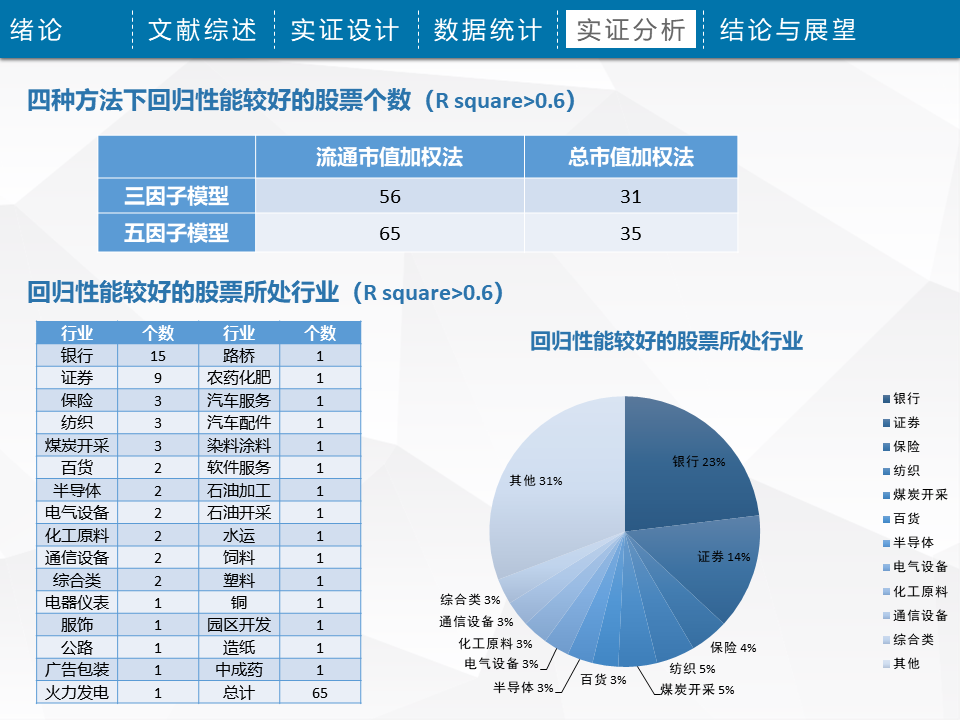 绪论 文献综述 实证设计 数据统计 实证分析 结论与展望
四种方法下回归性能较好的股票个数（R square>0.6）
流通市值加权法 总市值加权法
三因子模型 56 31
五因子模型 65 35
回归性能较好的股票所处行业（R square>0.6）
行业 个数 行业 个数
银行 15 路桥 1
证券 9 农药化肥 1
保险 3 汽车服务 1
纺织 3 汽车配件 1
煤炭开采 3 染料涂料 1
百货 2 软件服务 1
半导体 2 石油加工 1
电气设备 2 石油开采 1
化工原料 2 水运 1
通信设备 2 饲料 1
综合类 2 塑料 1
电器仪表 1 铜 1
服饰 1 园区开发 1
公路 1 造纸 1
广告包装 1 中成药 1
火力发电 1 总计 65
回归性能较好的股票所处行业
银行 23%
证券 14%
保险 4%
纺织 5%
煤炭开采 5%
百货 3%
半导体 3%
电气设备 3%
化工原料 3%
通信设备 3%
综合类 3%
其他 31%
银行
证券
保险
纺织
煤炭开采
百货
半导体
电气设备
化工原料
通信设备
综合类
其他